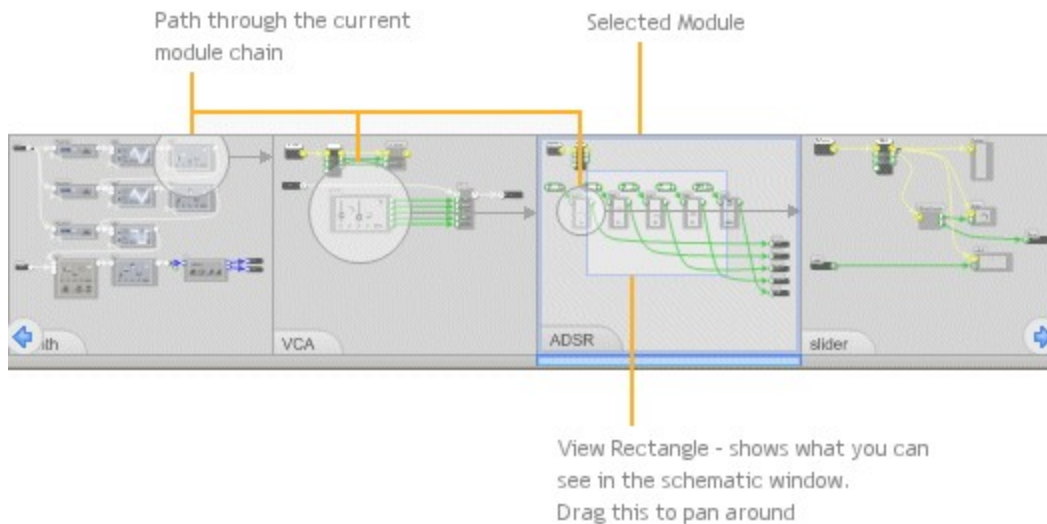 Path through the current
module chain
Selected Module
ith
VCA
ADSR
slider
View Rectangle - shows what you can
see in the schematic window.
Drag this to pan around